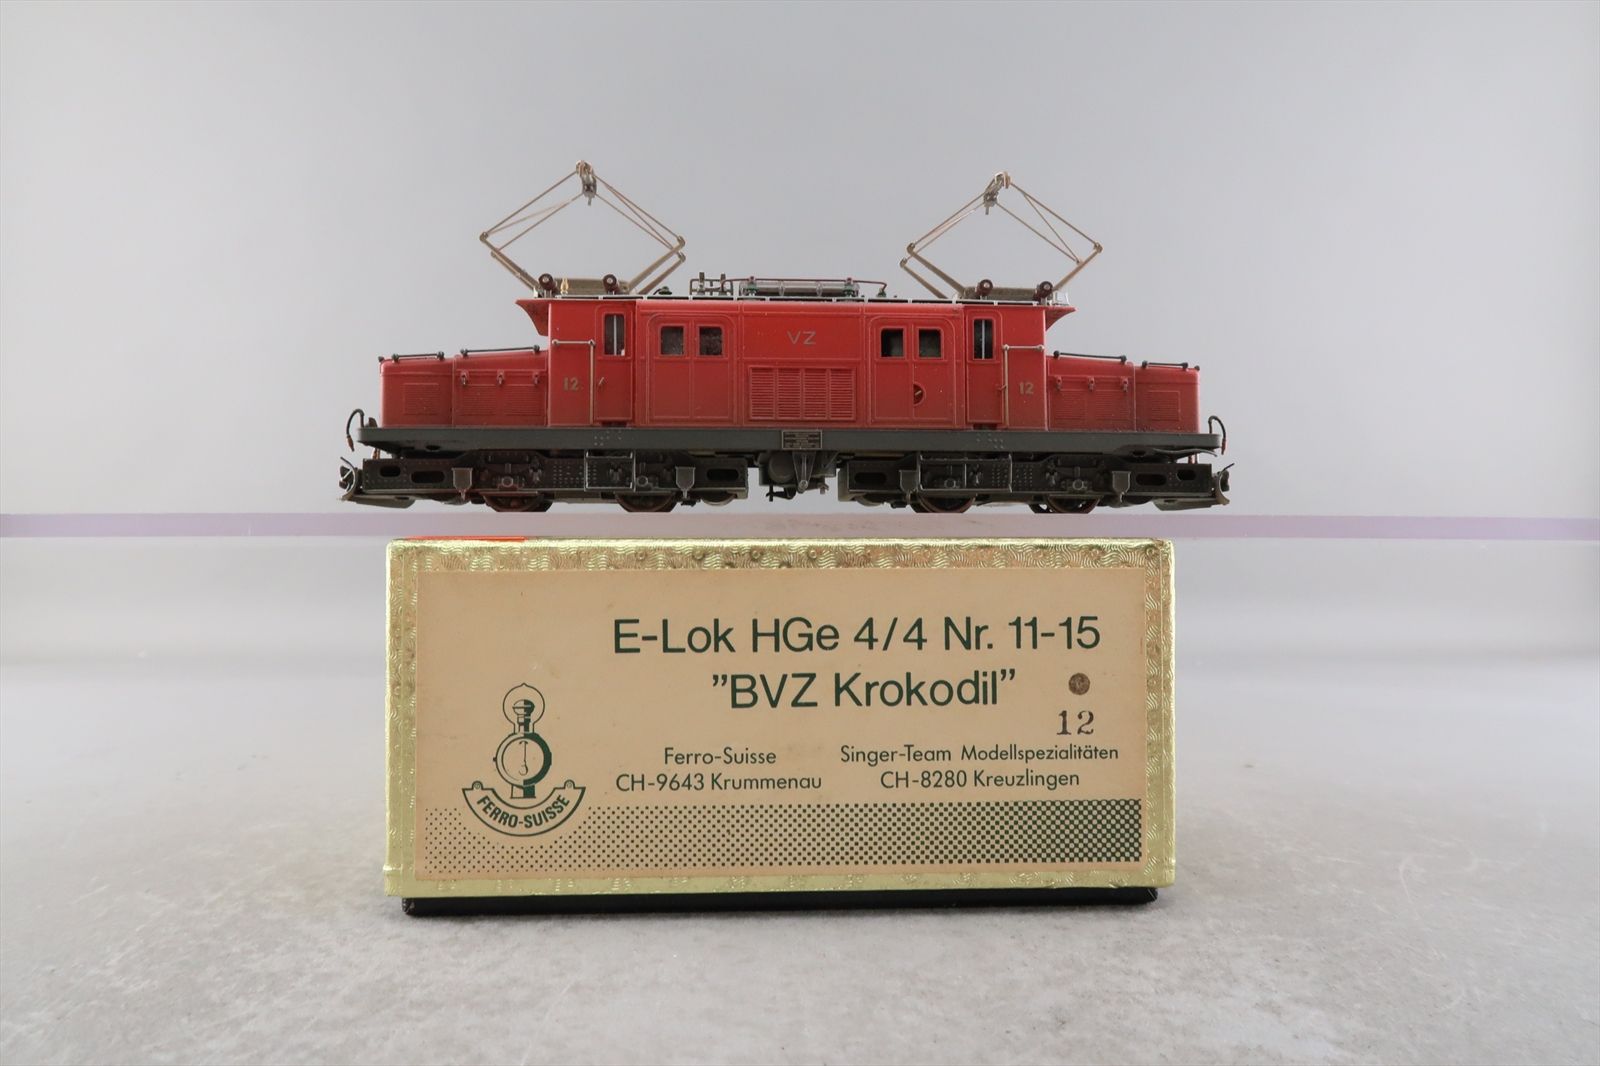 VZ
12
12
E-Lok HGe 4/4 Nr. 11-15
"BVZ Krokodil"
12
Ferro-Suisse
CH-9643 Krummenau
Singer-Team Modellspezialitäten
CH-8280 Kreuzlingen
FERRO-SUISSE